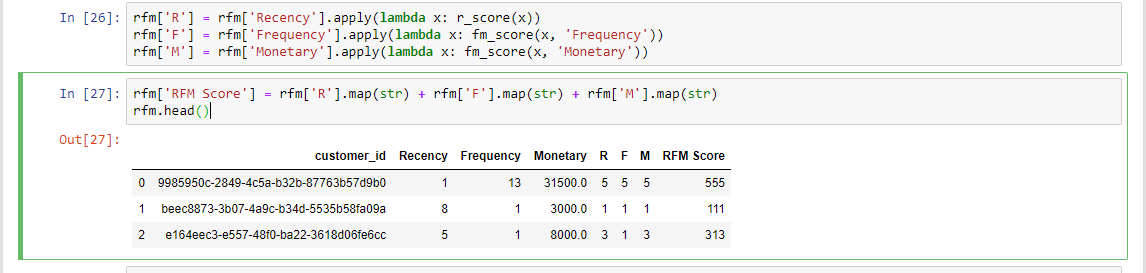 In [26]: rfm['R'] = rfm['Recency'].apply(lambda x: r_score(x))
rfm['F'] = rfm['Frequency'].apply(lambda x: fm_score(x, 'Frequency'))
rfm['M'] = rfm['Monetary'].apply(lambda x: fm_score(x, 'Monetary'))
In [27]: rfm['RFM Score'] = rfm['R'].map(str) + rfm['F'].map(str) + rfm['M'].map(str)
rfm.head()
Out[27]:
customer_id Recency Frequency Monetary R F M RFM Score
0 9985950c-2849-4c5a-b32b-87763b57d9b0 1 13 31500.0 5 5 5 555
1 beec8873-3b07-4a9c-b34d-5535b58fa09a 8 1 3000.0 1 1 1 111
2 e164eec3-e557-48f0-ba22-3618d06fe6cc 5 1 8000.0 3 1 3 313